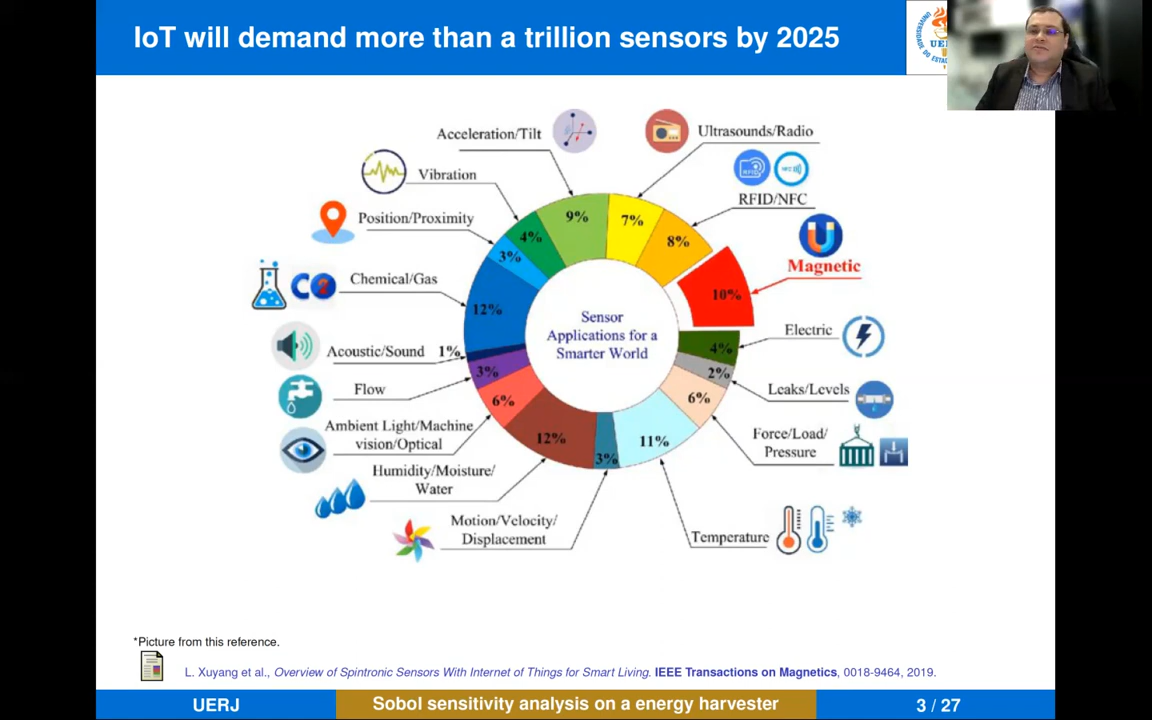 IoT will demand more than a trillion sensors by 2025
Acceleration/Tilt
Ultrasounds/Radio
Vibration
RFID
NFC
RFID/NFC
Position/Proximity
Magnetic
Chemical/Gas
Electric
Acoustic/Sound
Leaks/Levels
Flow
Ambient Light/Machine
vision/Optical
Force/Load/
Pressure
Humidity/Moisture/
Water
Motion/Velocity/
Displacement
Temperature
9%
7%
8%
10%
4%
2%
6%
11%
3%
12%
6%
3%
1%
12%
3%
4%
Sensor
Applications for a
Smarter World
*Picture from this reference.
L. Xuyang et al., Overview of Spintronic Sensors With Internet of Things for Smart Living. IEEE Transactions on Magnetics, 0018-9464, 2019.
UERJ
Sobol sensitivity analysis on a energy harvester
3 / 27